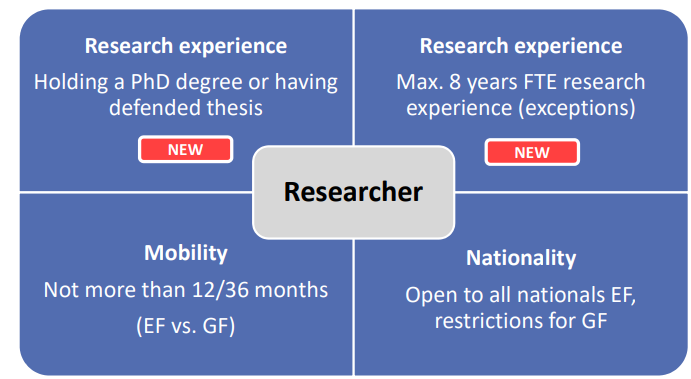 Research experience
Holding a PhD degree or having
defended thesis
NEW
Research experience
Max. 8 years FTE research
experience (exceptions)
NEW
Researcher
Mobility
Not more than 12/36 months
(EF vs. GF)
Nationality
Open to all nationals EF,
restrictions for GF